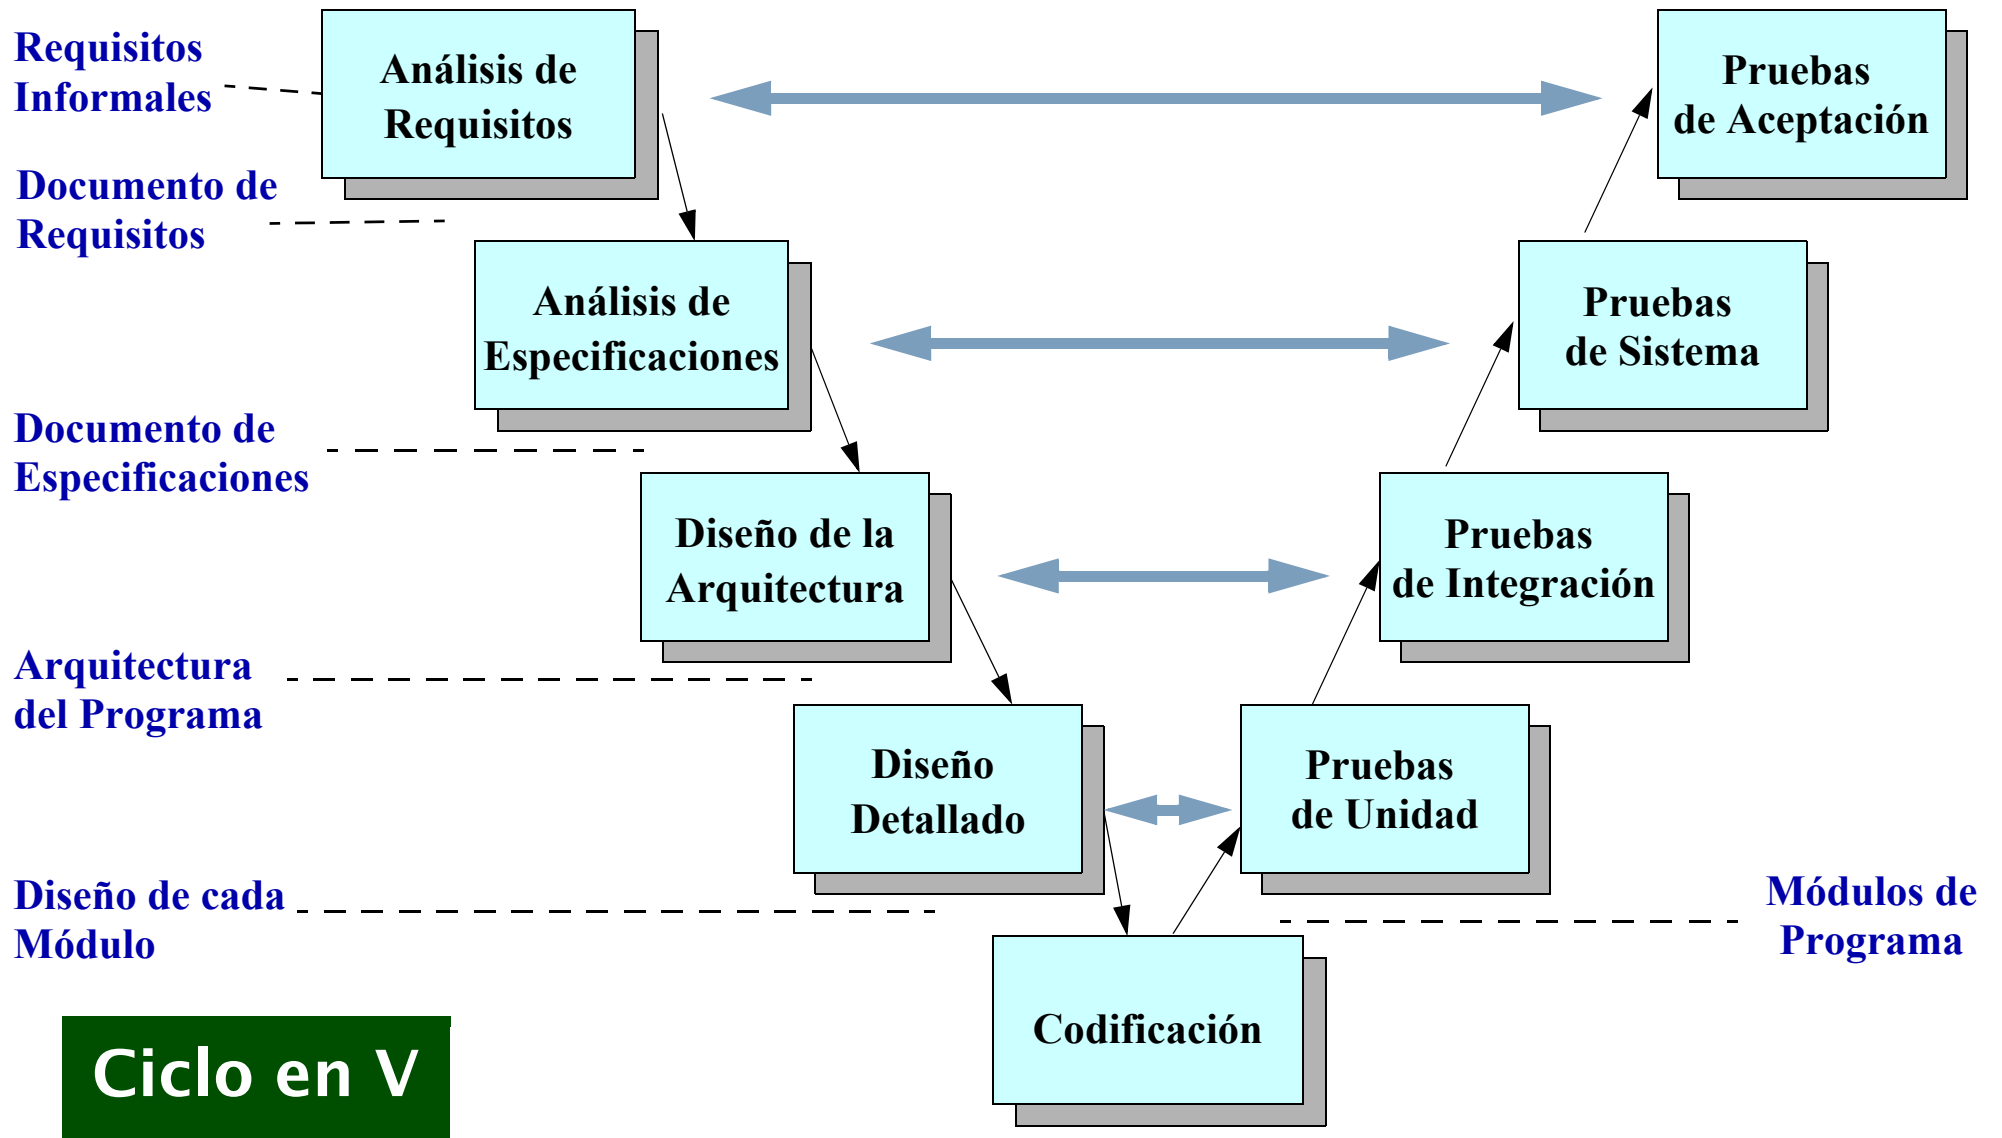 Requisitos
Informales
Análisis de
Requisitos
Pruebas
de Aceptación
Documento de
Requisitos
Análisis de
Especificaciones
Pruebas
de Sistema
Documento de
Especificaciones
Diseño de la
Arquitectura
Pruebas
de Integración
Arquitectura
del Programa
Diseño
Detallado
Pruebas
de Unidad
Diseño de cada
Módulo
Módulos de
Programa
Codificación
Ciclo en V